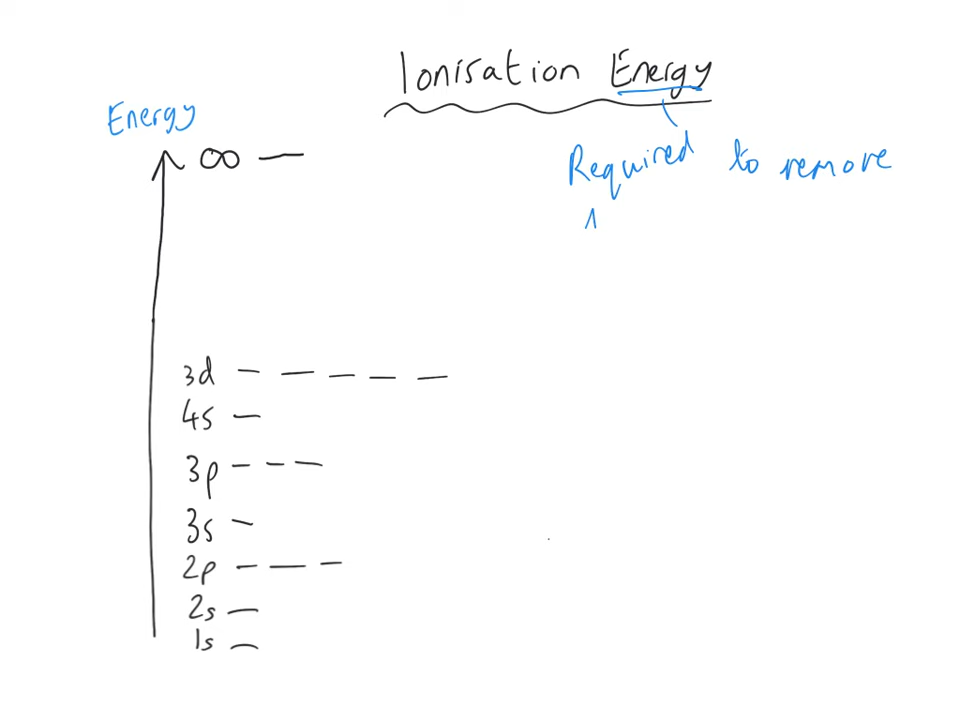 Ionisation Energy
Energy
∞ —
Required to remove
1
3d — — — — —
4s —
3p — — —
3s —
2p — — —
2s —
1s —